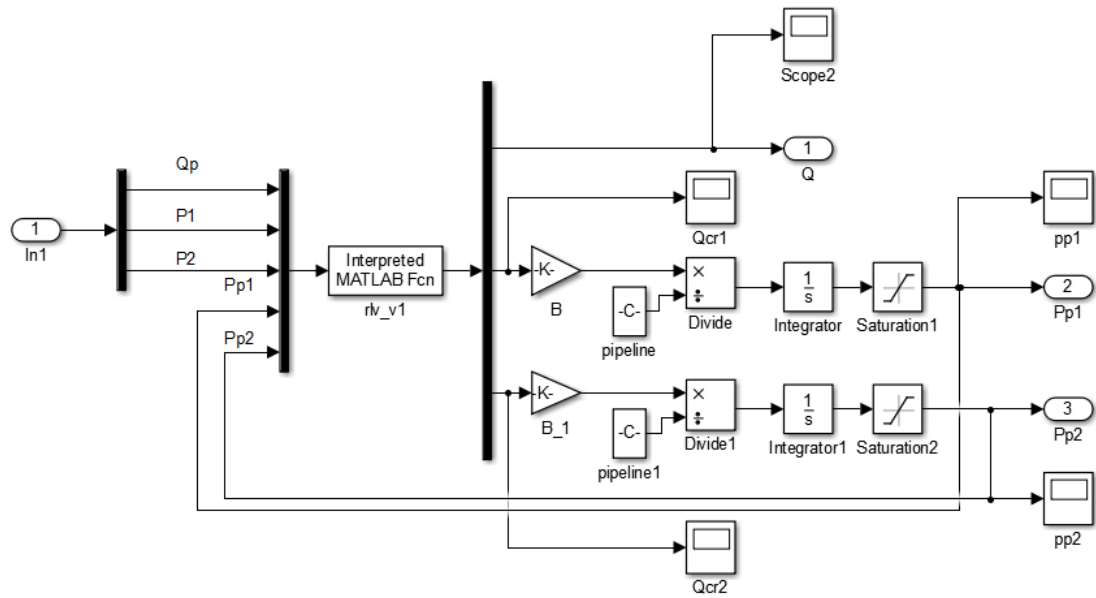 Scope2
1
Q
Qp
P1
P2
Pp1
Pp2
1
In1
Interpreted
MATLAB Fcn
rlv_v1
Qcr1
pp1
-K-
B
-C-
pipeline
×
÷
Divide
1
s
Integrator
Saturation1
2
Pp1
-K-
B_1
-C-
pipeline1
×
÷
Divide1
1
s
Integrator1
Saturation2
3
Pp2
pp2
Qcr2